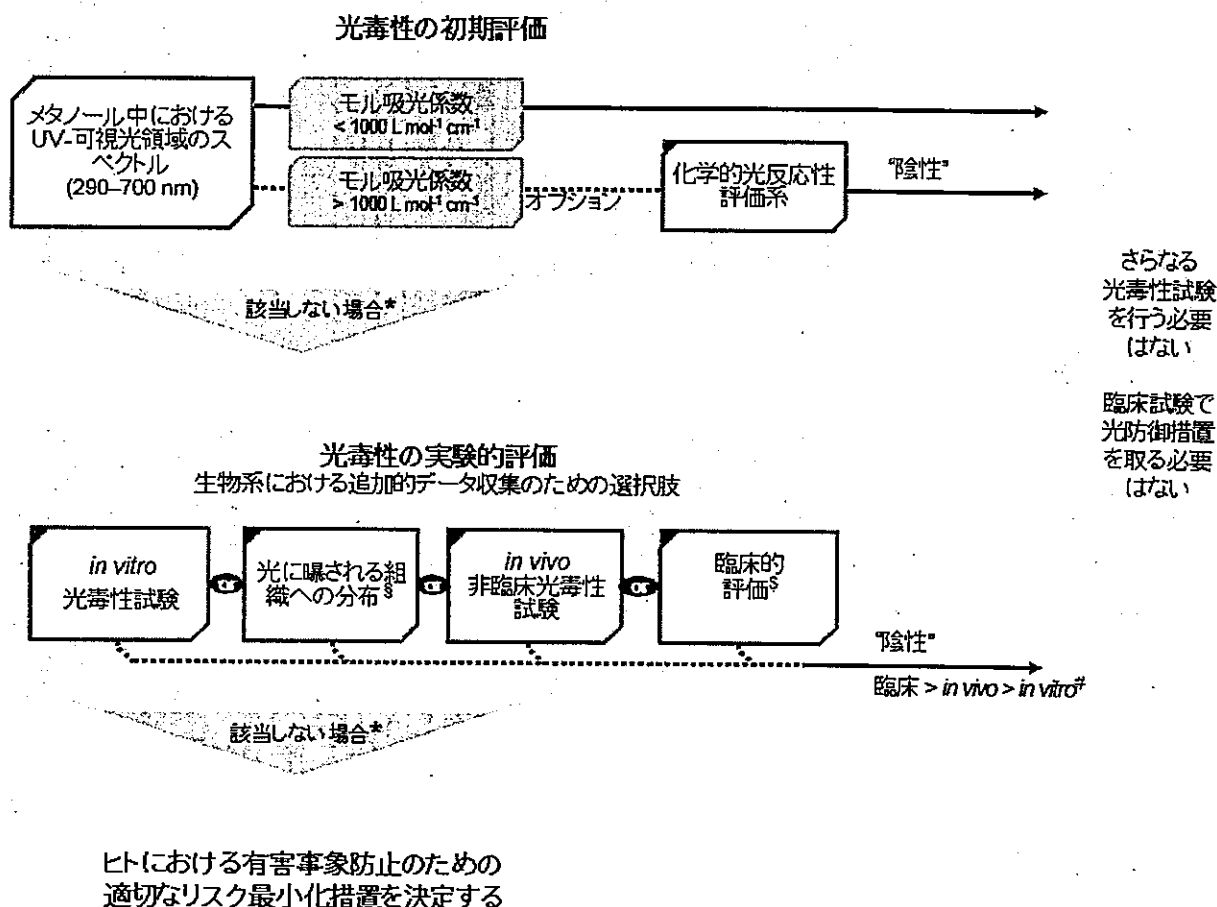 光毒性の初期評価
メタノール中における
UV-可視光領域のス
ペクトル
(290–700 nm)
モル吸光係数
< 1000 L mol⁻¹ cm⁻¹
モル吸光係数
> 1000 L mol⁻¹ cm⁻¹
オプション
化学的光反応性
評価系
"陰性"
該当しない場合*
さらなる
光毒性試験
を行う必要
はない
臨床試験で
光防御措置
を取る必要
はない
光毒性の実験的評価
生物系における追加的データ収集のための選択肢
in vitro
光毒性試験
光に曝される組
織への分布§
in vivo
非臨床光毒性
試験
臨床的
評価$
"陰性"
臨床 > in vivo > in vitro#
該当しない場合*
ヒトにおける有害事象防止のための
適切なリスク最小化措置を決定する